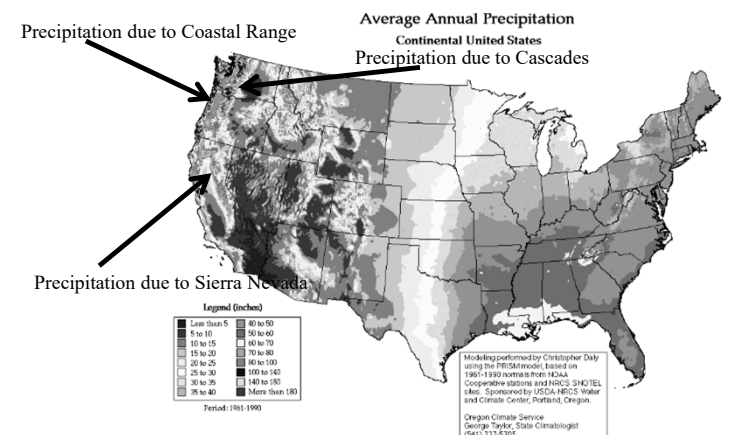 Average Annual Precipitation
Precipitation due to Coastal Range
Continental United States
Precipitation due to Cascades
Precipitation due to Sierra Nevada
Legend (inches)
Less than 5 40 to 50
5 to 10 50 to 60
10 to 15 60 to 70
15 to 20 70 to 80
20 to 25 80 to 100
25 to 30 100 to 140
30 to 35 140 to 180
35 to 40 More than 180
Period: 1961-1990
Modeling performed by Christopher Daly
using the PRISM model, based on
1961-1990 normals from NOAA
Cooperative stations and NRCS SNOTEL
sites. Sponsored by USDA-NRCS Water
and Climate Center, Portland, Oregon.
Oregon Climate Service
George Taylor, State Climatologist
(541) 737-5705